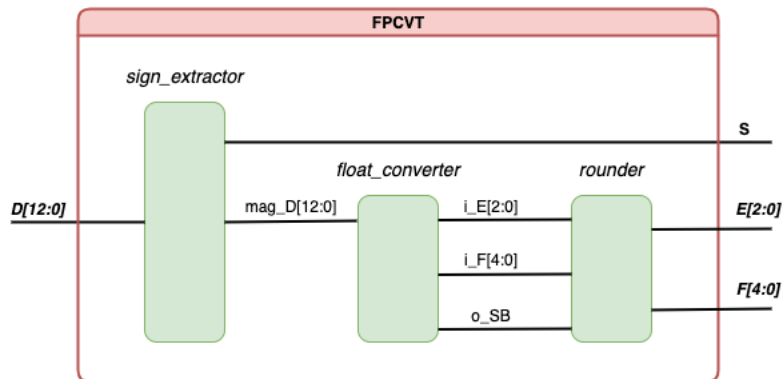 FPCVT
sign_extractor
S
float_converter
rounder
D[12:0]
mag_D[12:0]
i_E[2:0]
E[2:0]
i_F[4:0]
F[4:0]
o_SB